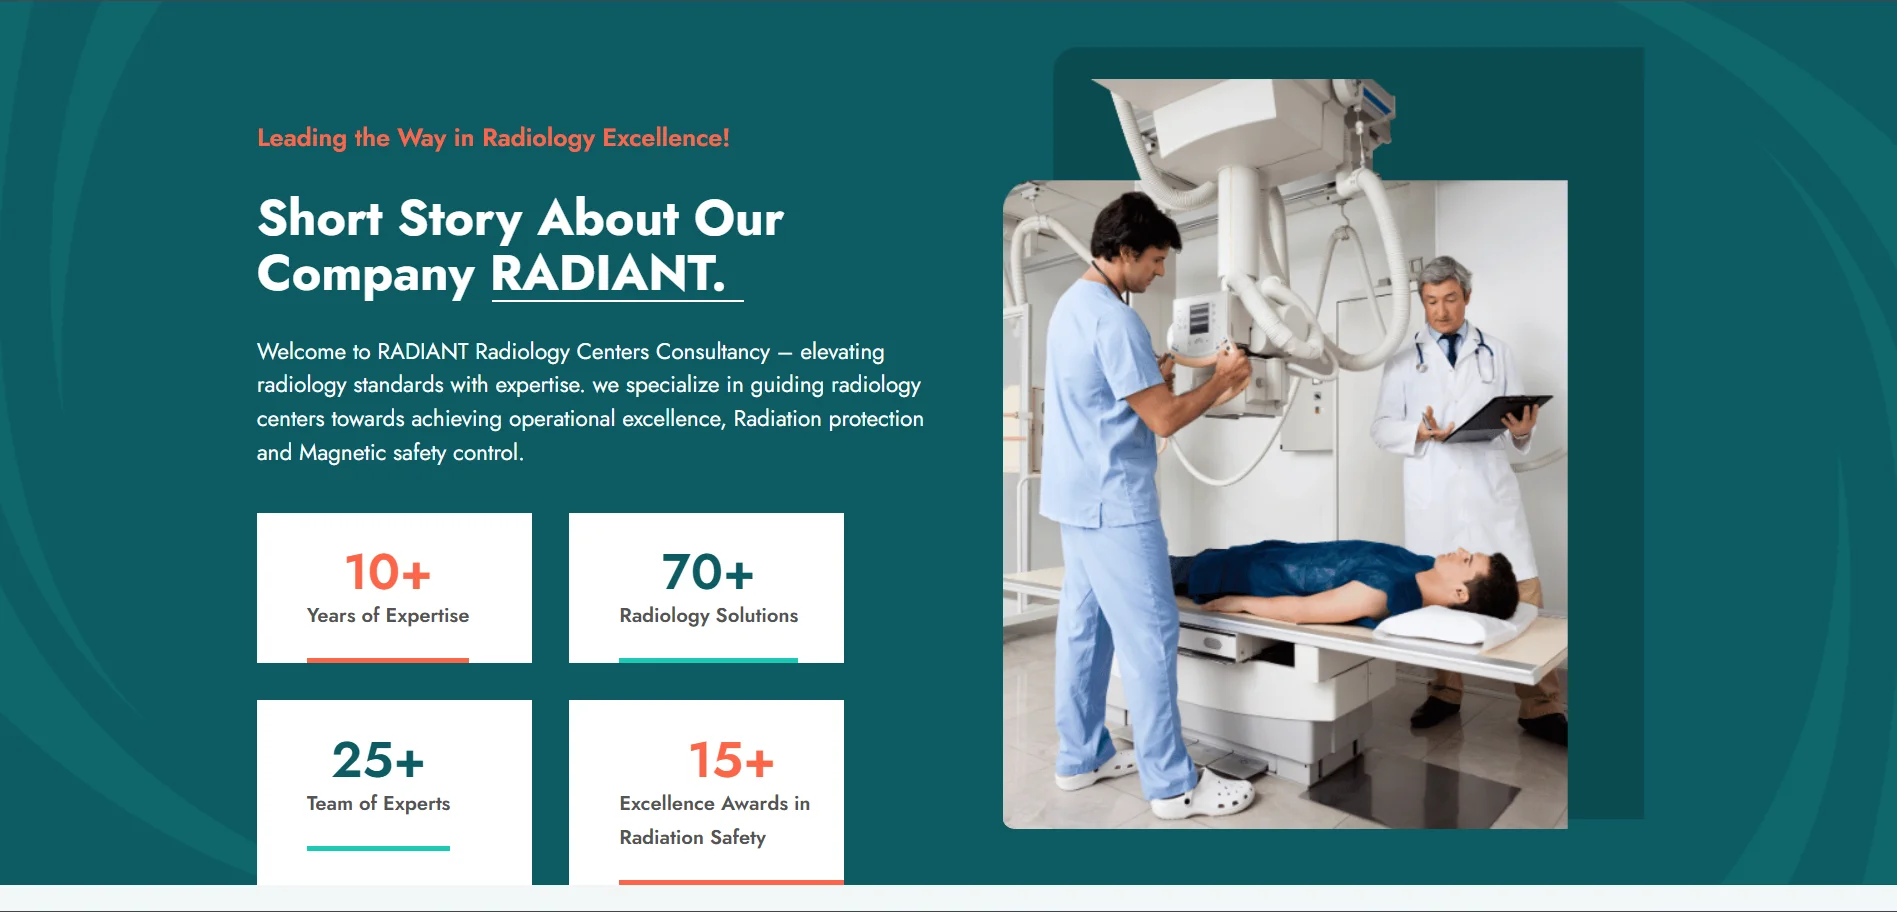 Leading the Way in Radiology Excellence!
Short Story About Our
Company RADIANT.
Welcome to RADIANT Radiology Centers Consultancy – elevating
radiology standards with expertise. we specialize in guiding radiology
centers towards achieving operational excellence, Radiation protection
and Magnetic safety control.
10+
Years of Expertise
70+
Radiology Solutions
25+
Team of Experts
15+
Excellence Awards in
Radiation Safety